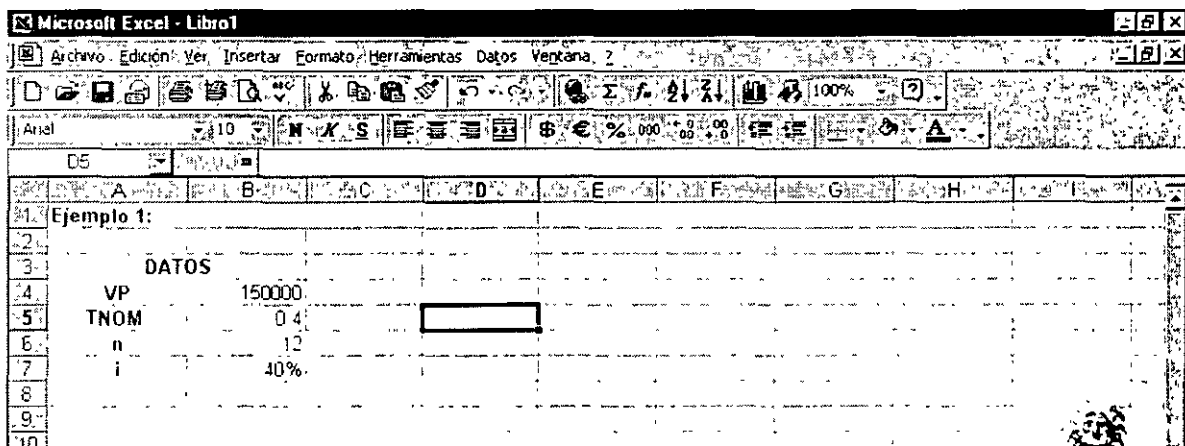 Microsoft Excel - Libro1
Archivo Edición Ver Insertar Formato Herramientas Datos Ventana ?
100%
Arial 10 N K S $ € % 000
D5 =
A B C D E F G H I
1 Ejemplo 1:
2
3 DATOS
4 VP 150000
5 TNOM 0.4
6 n 12
7 i 40%
8
9
10